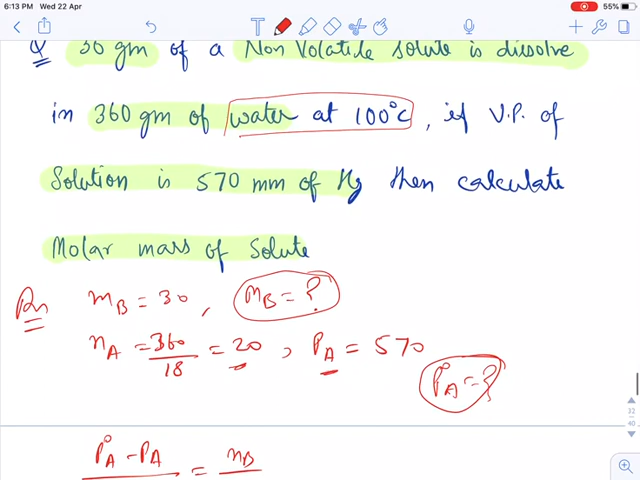 6:13 PM Wed 22 Apr
55%
Q 30 gm of a Non Volatile Solute is dissolve
in 360 gm of water at 100°C, if V.P. of
Solution is 570 mm of Hg then calculate
Molar mass of Solute
mB = 30, MB = ?
nA = 360/18 = 20, PA = 570
P°A = ?
32
40
P°A - PA = nB